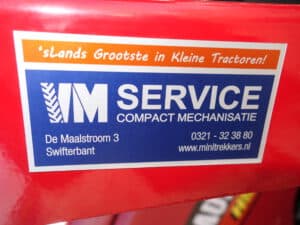 'sLands Grootste in Kleine Tractoren!
VM SERVICE
COMPACT MECHANISATIE
De Maalstroom 3
0321 - 32 38 80
Swifterbant
www.minitrekkers.nl